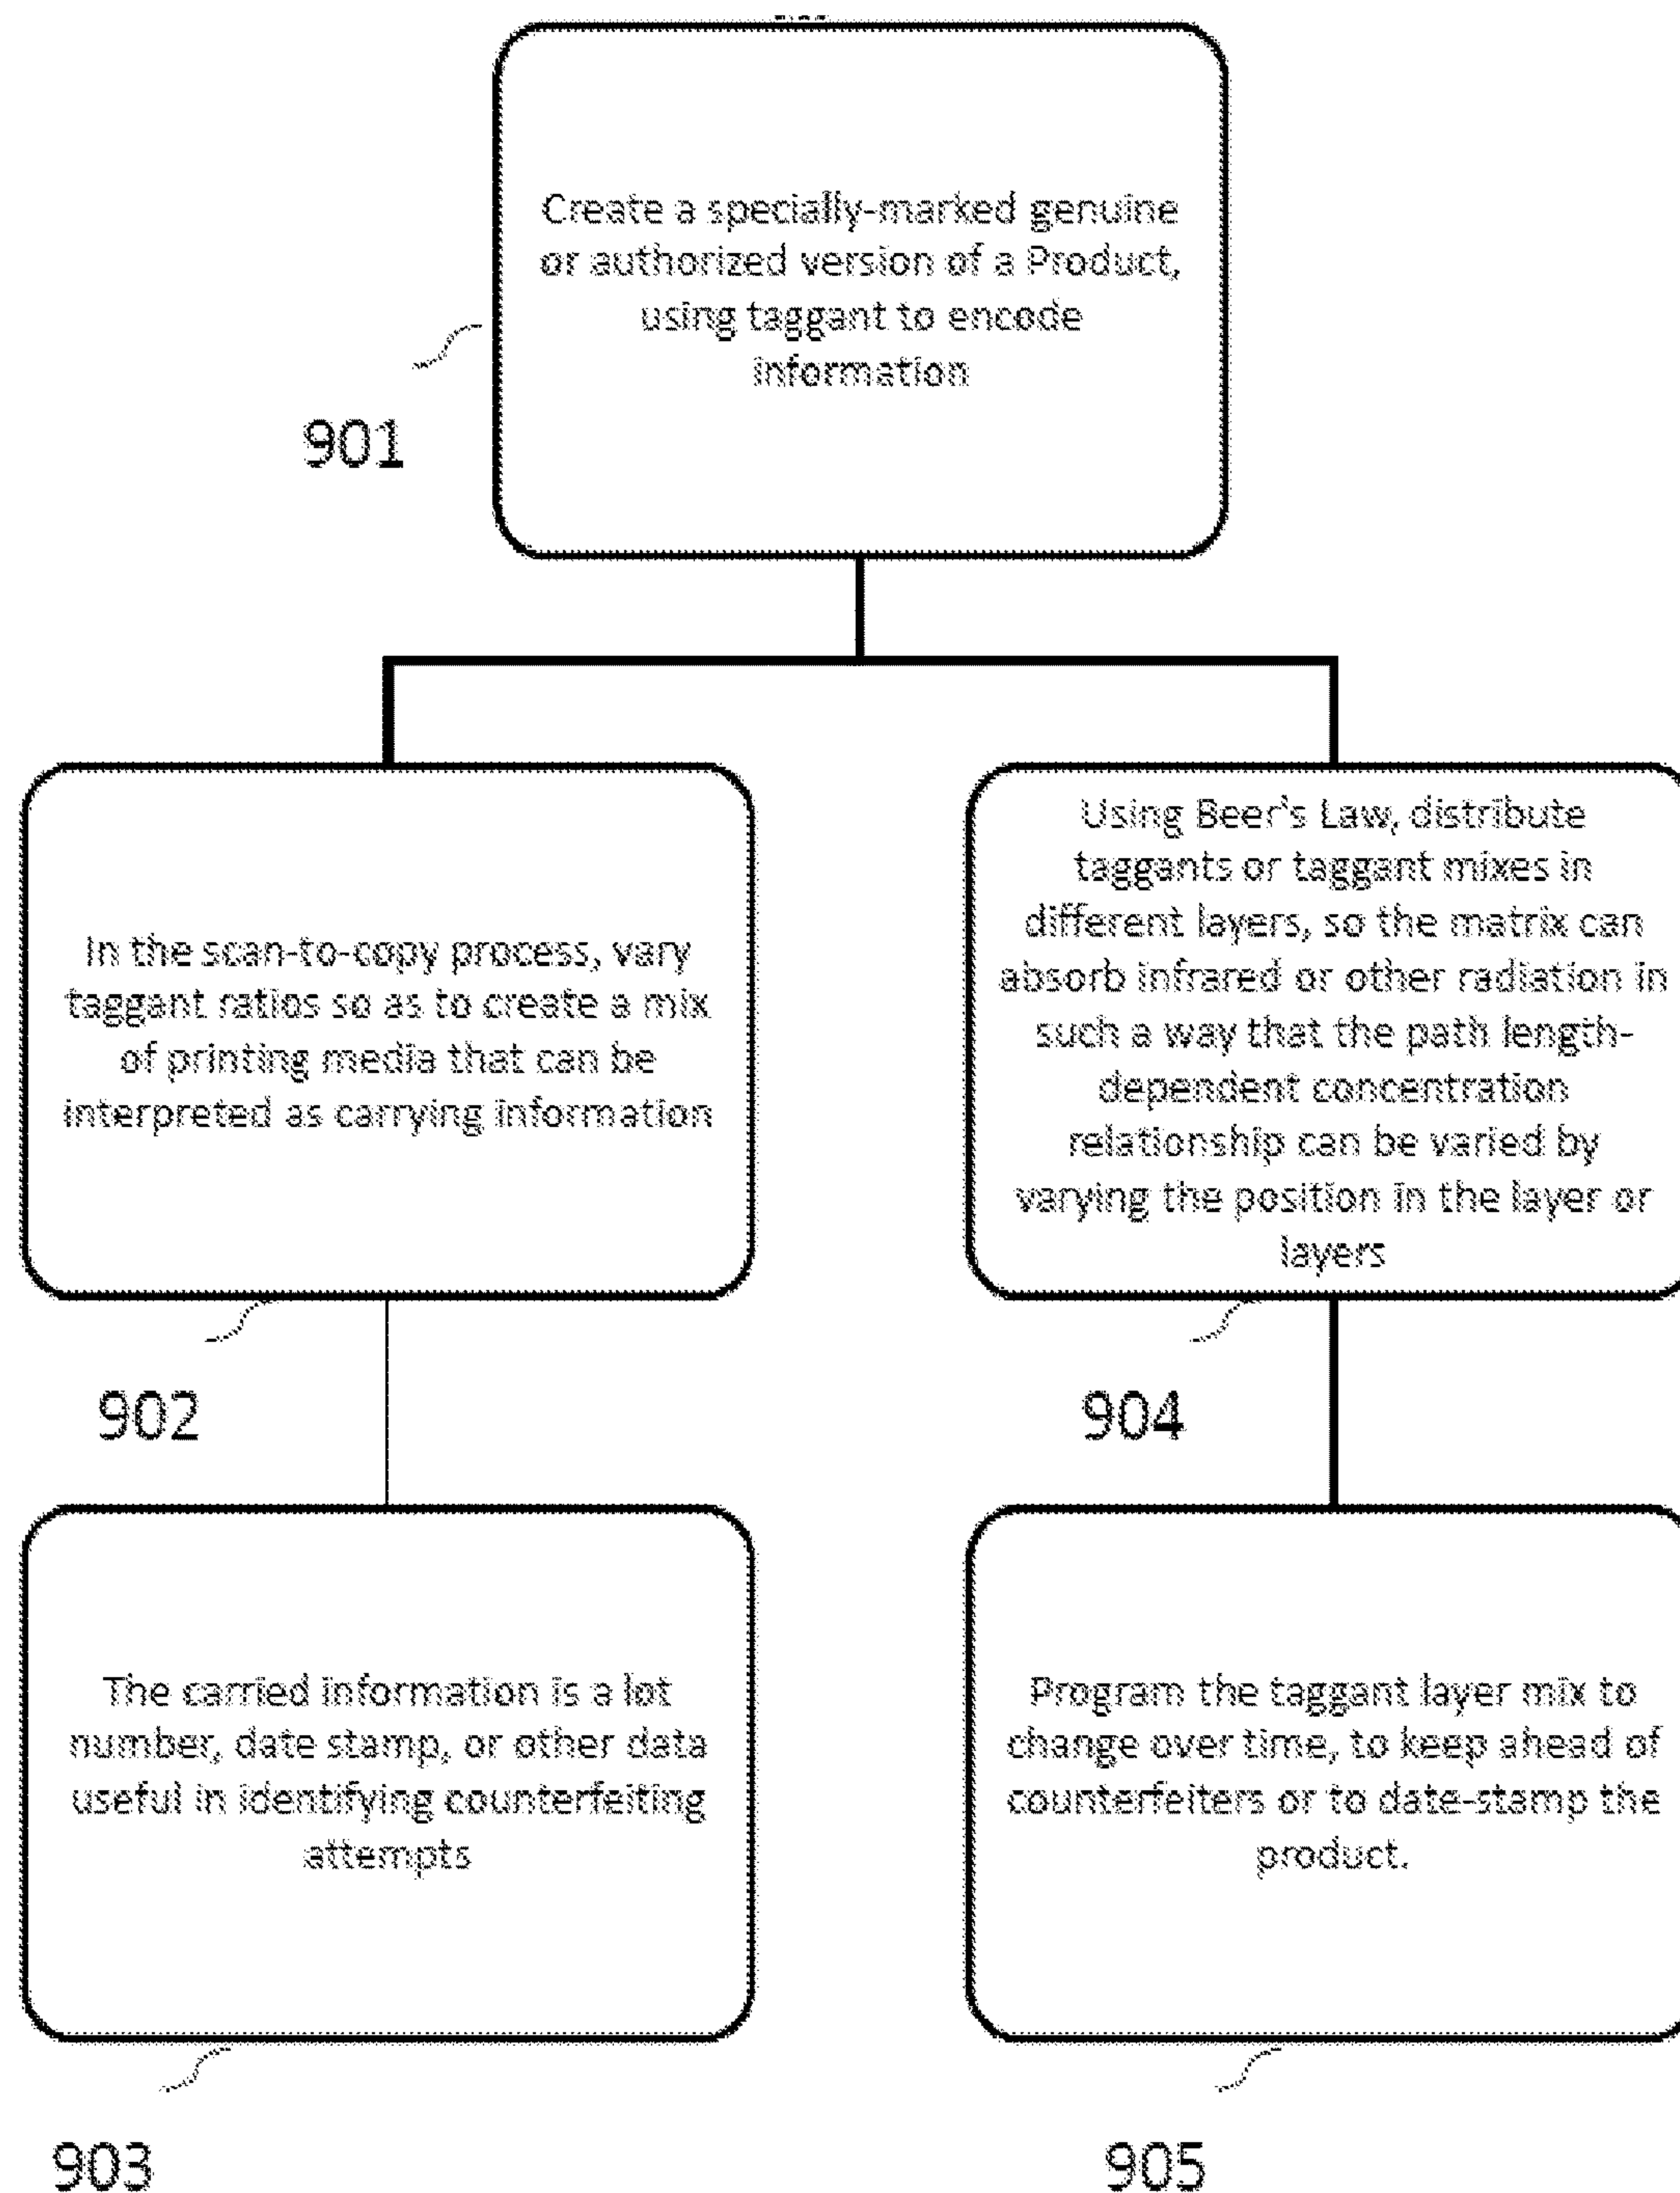 Create a specially-marked genuine
or authorized version of a Product,
using taggant to encode
information
901
In the scan-to-copy process, vary
taggant ratios so as to create a mix
of printing media that can be
interpreted as carrying information
902
Using Beer's Law, distribute
taggants or taggant mixes in
different layers, so the matrix can
absorb infrared or other radiation in
such a way that the path length-
dependent concentration
relationship can be varied by
varying the position in the layer or
layers
904
The carried information is a lot
number, date stamp, or other data
useful in identifying counterfeiting
attempts
903
Program the taggant layer mix to
change over time, to keep ahead of
counterfeiters or to date-stamp the
product.
905